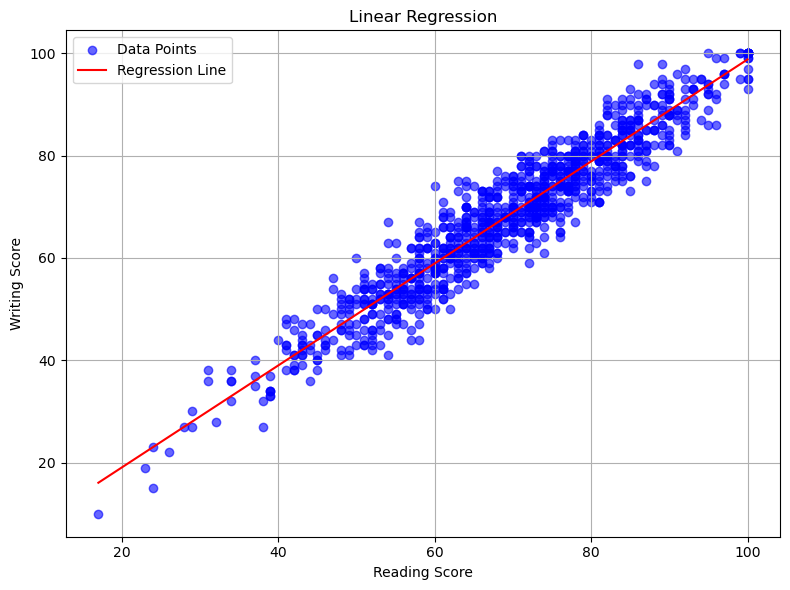 Linear Regression
Data Points
Regression Line
100
80
60
40
20
Writing Score
20 40 60 80 100
Reading Score